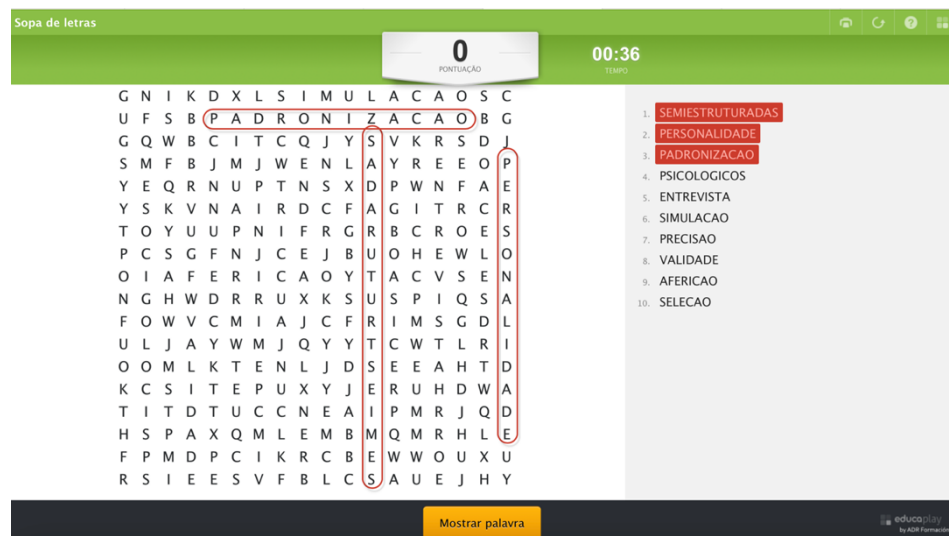 Sopa de letras
0
PONTUAÇÃO
00:36
TEMPO
G N I K D X L S I M U L A C A O S C
U F S B P A D R O N I Z A C A O B G
G Q W B C I T C Q J Y S V K R S D J
S M F B J M J W E N L A Y R E E O P
Y E Q R N U P T N S X D P W N F A E
Y S K V N A I R D C F A G I T R C R
T O Y U U P N I F R G R B C R O E S
P C S G F N J C E J B U O H E W L O
O I A F E R I C A O Y T A C V S E N
N G H W D R R U X K S U S P I Q S A
F O W V C M I A J C F R I M S G D L
U L J A Y W M J Q Y Y T C W T L R I
O O M L K T E N L J D S E E A H T D
K C S I T E P U X Y J E R U H D W A
T I T D T U C C N E A I P M R J Q D
H S P A X Q M L E M B M Q M R H L E
F P M D P C I K R C B E W W O U X U
R S I E E S V F B L C S A U E J H Y
1. SEMIESTRUTURADAS
2. PERSONALIDADE
3. PADRONIZACAO
4. PSICOLOGICOS
5. ENTREVISTA
6. SIMULACAO
7. PRECISAO
8. VALIDADE
9. AFERICAO
10. SELECAO
Mostrar palavra
educaplay
by ADR Formación